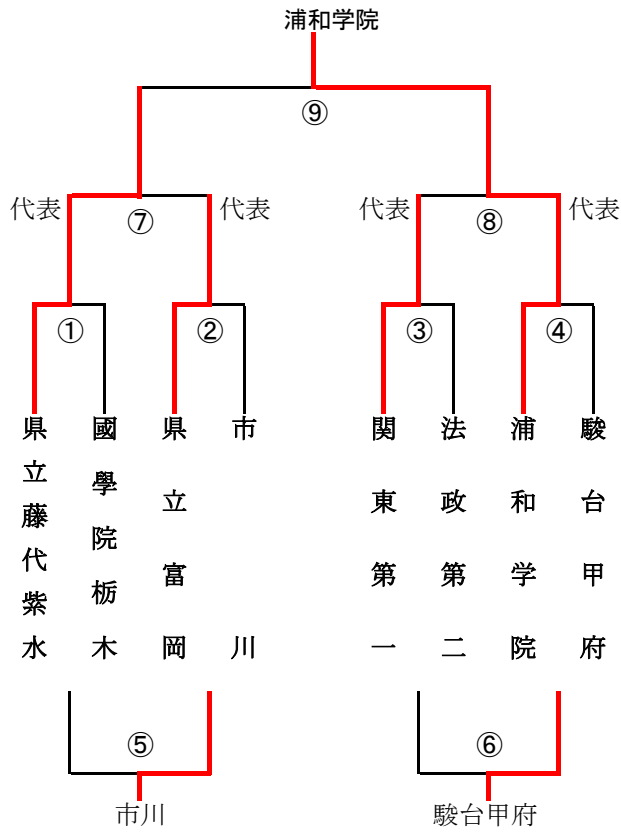 浦和学院
⑨
代表
⑦
代表
代表
⑧
代表
①
②
③
④
県立藤代紫水
國學院栃木
県立富岡
市川
関東第一
法政第二
浦和学院
駿台甲府
⑤
⑥
市川
駿台甲府